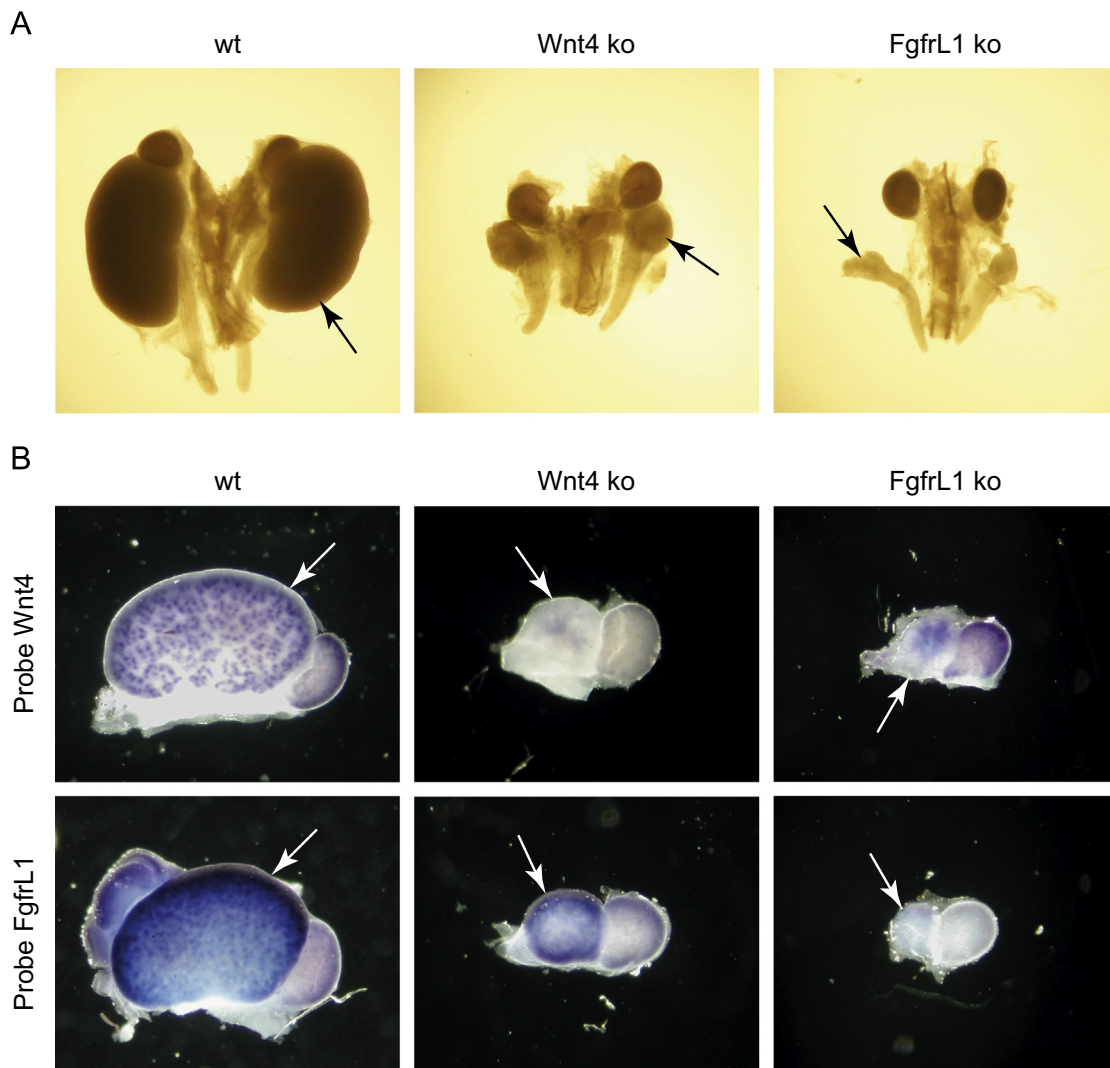 A
wt
Wnt4 ko
FgfrL1 ko
B
wt
Wnt4 ko
FgfrL1 ko
Probe Wnt4
Probe FgfrL1